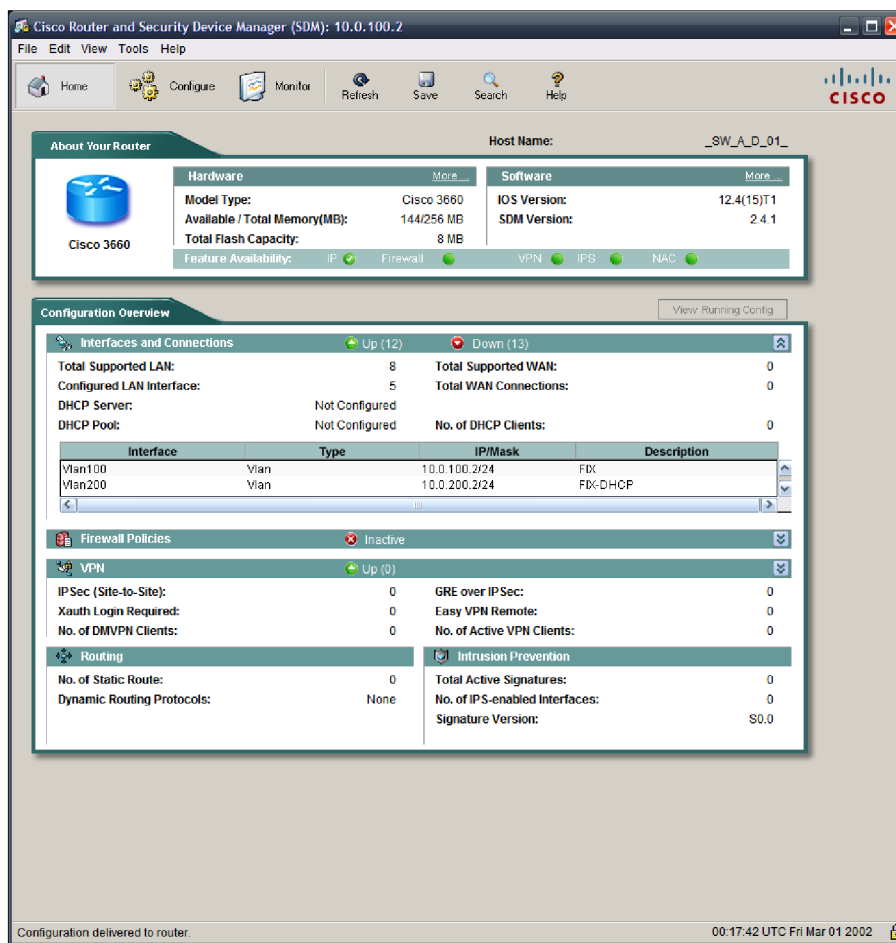 Cisco Router and Security Device Manager (SDM): 10.0.100.2
File Edit View Tools Help
Home Configure Monitor Refresh Save Search Help
CISCO
About Your Router Host Name: _SW_A_D_01_
Hardware More ... Software More ...
Model Type: Cisco 3660 IOS Version: 12.4(15)T1
Available / Total Memory(MB): 144/256 MB SDM Version: 2.4.1
Total Flash Capacity: 8 MB
Cisco 3660
Feature Availability: IP Firewall VPN IPS NAC
Configuration Overview View Running Config
Interfaces and Connections Up (12) Down (13)
Total Supported LAN: 8 Total Supported WAN: 0
Configured LAN Interface: 5 Total WAN Connections: 0
DHCP Server: Not Configured
DHCP Pool: Not Configured No. of DHCP Clients: 0
Interface Type IP/Mask Description
Vlan100 Vlan 10.0.100.2/24 FIX
Vlan200 Vlan 10.0.200.2/24 FIX-DHCP
Firewall Policies Inactive
VPN Up (0)
IPSec (Site-to-Site): 0 GRE over IPSec: 0
Xauth Login Required: 0 Easy VPN Remote: 0
No. of DMVPN Clients: 0 No. of Active VPN Clients: 0
Routing Intrusion Prevention
No. of Static Route: 0 Total Active Signatures: 0
Dynamic Routing Protocols: None No. of IPS-enabled Interfaces: 0
Signature Version: S0.0
Configuration delivered to router. 00:17:42 UTC Fri Mar 01 2002